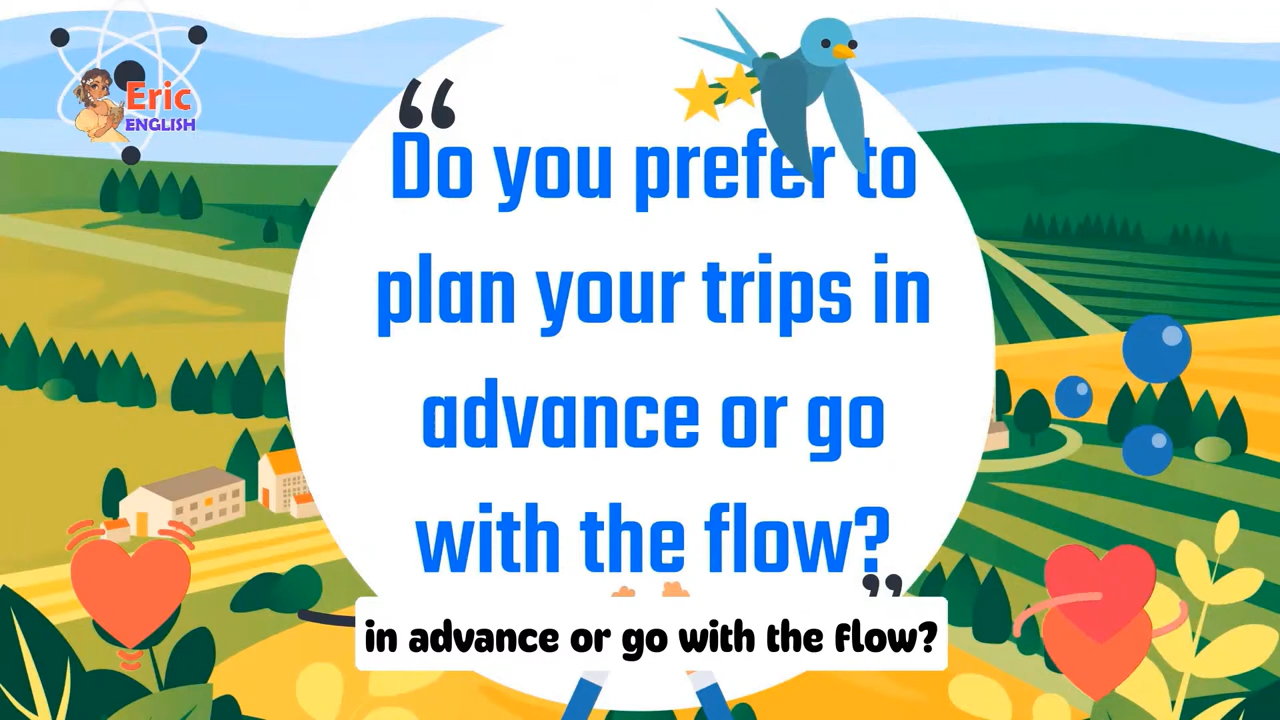 Eric
ENGLISH
“Do you prefer to
plan your trips in
advance or go
with the flow?”
in advance or go with the flow?